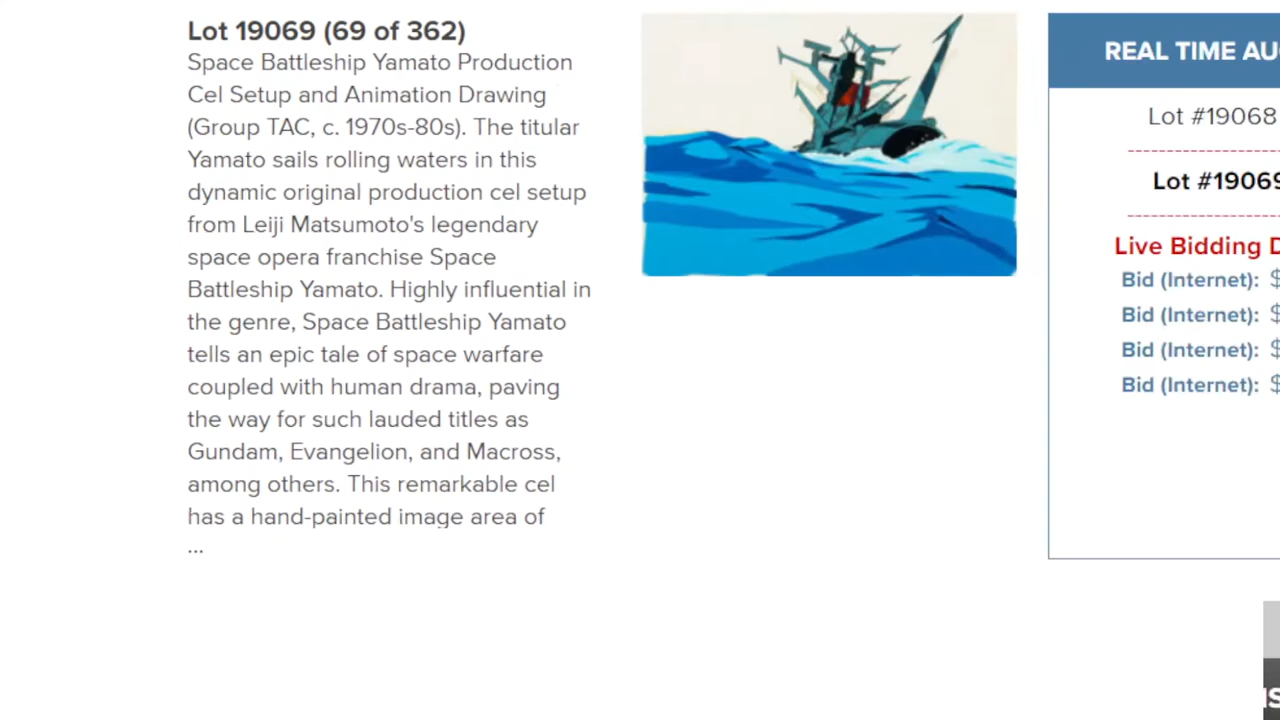 Lot 19069 (69 of 362)
Space Battleship Yamato Production
Cel Setup and Animation Drawing
(Group TAC, c. 1970s-80s). The titular
Yamato sails rolling waters in this
dynamic original production cel setup
from Leiji Matsumoto's legendary
space opera franchise Space
Battleship Yamato. Highly influential in
the genre, Space Battleship Yamato
tells an epic tale of space warfare
coupled with human drama, paving
the way for such lauded titles as
Gundam, Evangelion, and Macross,
among others. This remarkable cel
has a hand-painted image area of
...
REAL TIME AU
Lot #19068
Lot #19069
Live Bidding D
Bid (Internet): $
Bid (Internet): $
Bid (Internet): $
Bid (Internet): $